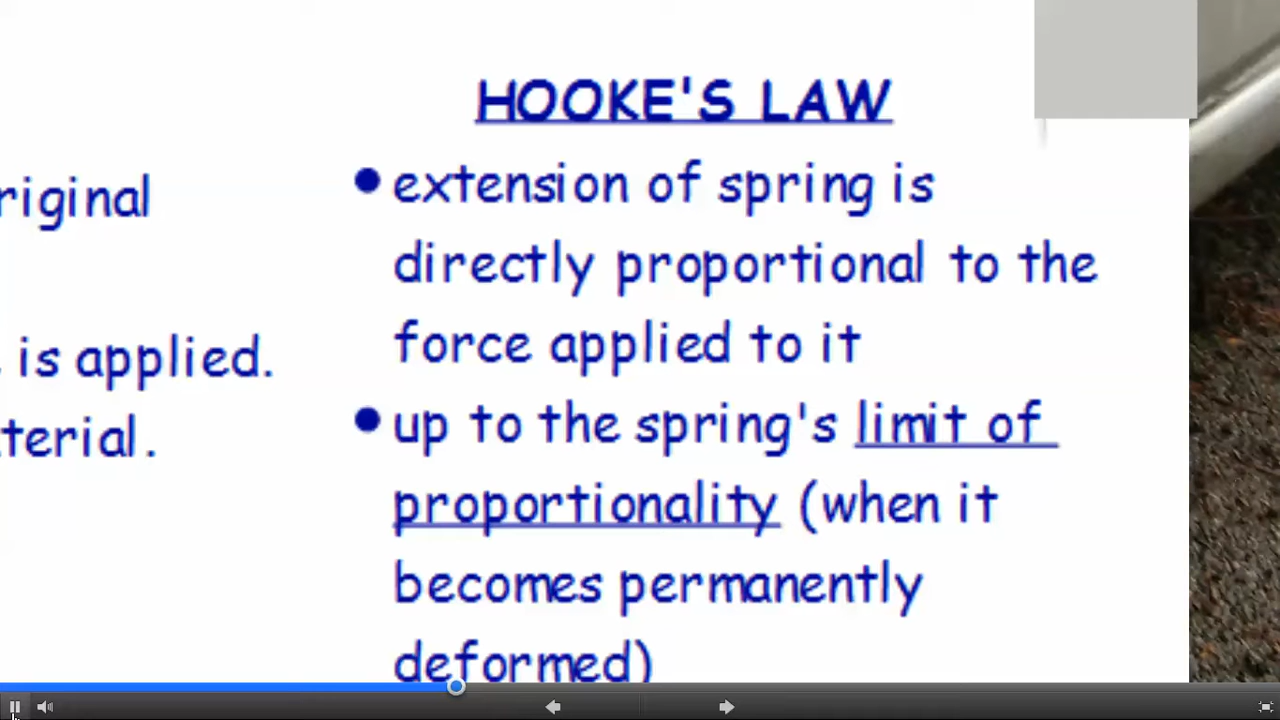 HOOKE'S LAW
riginal
• extension of spring is
directly proportional to the
is applied.
force applied to it
terial.
• up to the spring's limit of
proportionality (when it
becomes permanently
deformed)